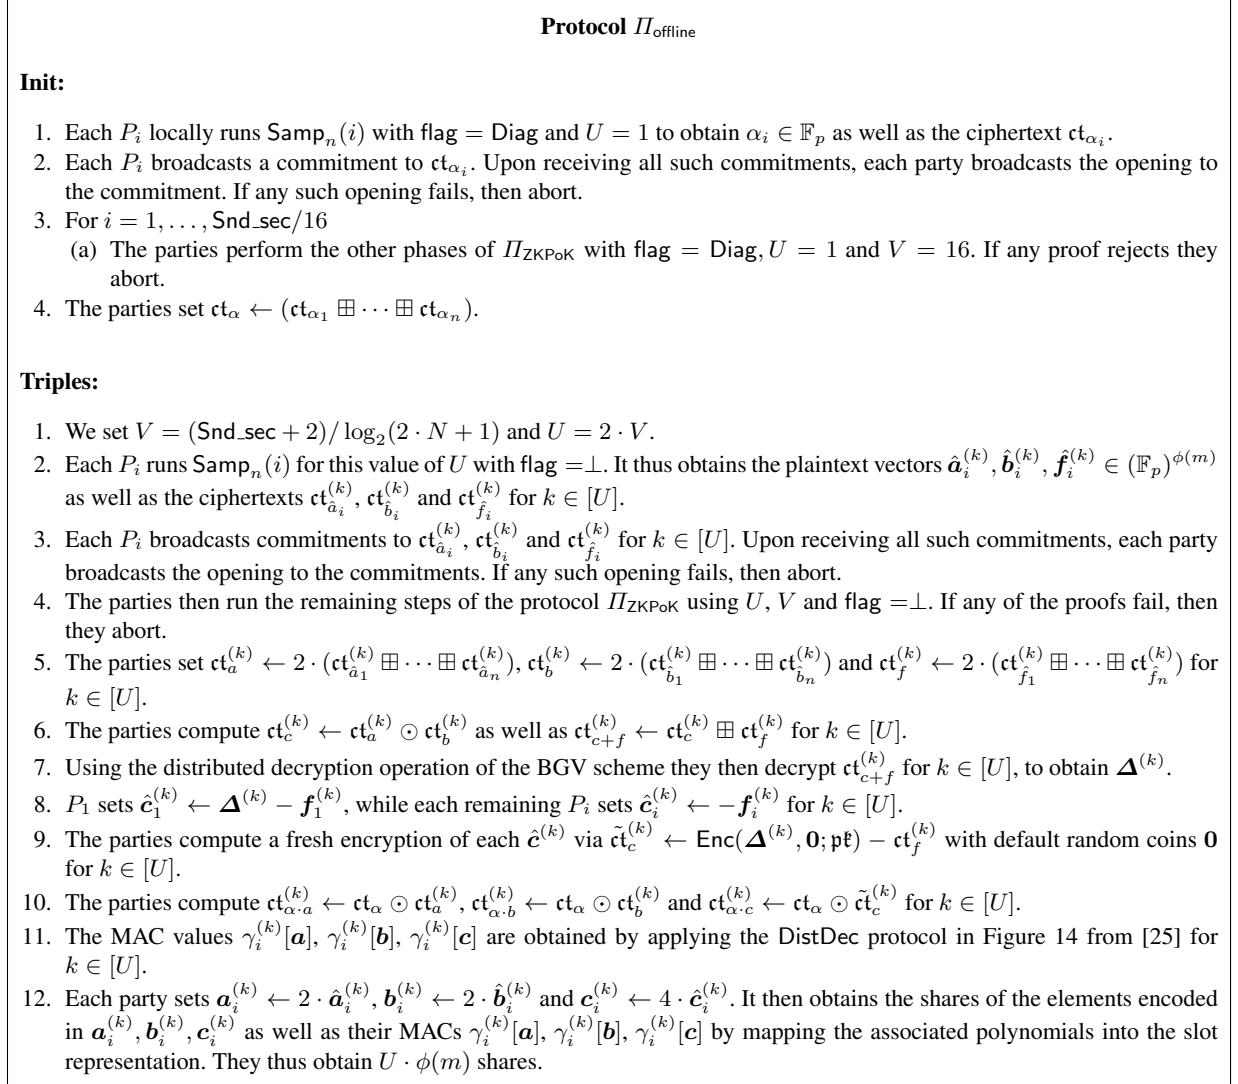 Protocol Π_offline
Init:
1. Each P_i locally runs Samp_n(i) with flag = Diag and U = 1 to obtain α_i ∈ 𝔽_p as well as the ciphertext 𝔠𝔱_{α_i}.
2. Each P_i broadcasts a commitment to 𝔠𝔱_{α_i}. Upon receiving all such commitments, each party broadcasts the opening to
the commitment. If any such opening fails, then abort.
3. For i = 1, . . . , Snd_sec/16
(a) The parties perform the other phases of Π_ZKPoK with flag = Diag, U = 1 and V = 16. If any proof rejects they
abort.
4. The parties set 𝔠𝔱_α ← (𝔠𝔱_{α_1} ⊞ · · · ⊞ 𝔠𝔱_{α_n}).
Triples:
1. We set V = (Snd_sec + 2)/ log_2(2 · N + 1) and U = 2 · V.
2. Each P_i runs Samp_n(i) for this value of U with flag =⊥. It thus obtains the plaintext vectors â_i^{(k)}, b̂_i^{(k)}, f̂_i^{(k)} ∈ (𝔽_p)^{ϕ(m)}
as well as the ciphertexts 𝔠𝔱_{â_i}^{(k)}, 𝔠𝔱_{b̂_i}^{(k)} and 𝔠𝔱_{f̂_i}^{(k)} for k ∈ [U].
3. Each P_i broadcasts commitments to 𝔠𝔱_{â_i}^{(k)}, 𝔠𝔱_{b̂_i}^{(k)} and 𝔠𝔱_{f̂_i}^{(k)} for k ∈ [U]. Upon receiving all such commitments, each party
broadcasts the opening to the commitments. If any such opening fails, then abort.
4. The parties then run the remaining steps of the protocol Π_ZKPoK using U, V and flag =⊥. If any of the proofs fail, then
they abort.
5. The parties set 𝔠𝔱_a^{(k)} ← 2 · (𝔠𝔱_{â_1}^{(k)} ⊞ · · · ⊞ 𝔠𝔱_{â_n}^{(k)}), 𝔠𝔱_b^{(k)} ← 2 · (𝔠𝔱_{b̂_1}^{(k)} ⊞ · · · ⊞ 𝔠𝔱_{b̂_n}^{(k)}) and 𝔠𝔱_f^{(k)} ← 2 · (𝔠𝔱_{f̂_1}^{(k)} ⊞ · · · ⊞ 𝔠𝔱_{f̂_n}^{(k)}) for
k ∈ [U].
6. The parties compute 𝔠𝔱_c^{(k)} ← 𝔠𝔱_a^{(k)} ⊙ 𝔠𝔱_b^{(k)} as well as 𝔠𝔱_{c+f}^{(k)} ← 𝔠𝔱_c^{(k)} ⊞ 𝔠𝔱_f^{(k)} for k ∈ [U].
7. Using the distributed decryption operation of the BGV scheme they then decrypt 𝔠𝔱_{c+f}^{(k)} for k ∈ [U], to obtain Δ^{(k)}.
8. P_1 sets ĉ_1^{(k)} ← Δ^{(k)} − f_1^{(k)}, while each remaining P_i sets ĉ_i^{(k)} ← −f_i^{(k)} for k ∈ [U].
9. The parties compute a fresh encryption of each ĉ^{(k)} via 𝔠𝔱̃_c^{(k)} ← Enc(Δ^{(k)}, 0; 𝔭𝔨) − 𝔠𝔱_f^{(k)} with default random coins 0
for k ∈ [U].
10. The parties compute 𝔠𝔱_{α·a}^{(k)} ← 𝔠𝔱_α ⊙ 𝔠𝔱_a^{(k)}, 𝔠𝔱_{α·b}^{(k)} ← 𝔠𝔱_α ⊙ 𝔠𝔱_b^{(k)} and 𝔠𝔱_{α·c}^{(k)} ← 𝔠𝔱_α ⊙ 𝔠𝔱̃_c^{(k)} for k ∈ [U].
11. The MAC values γ_i^{(k)}[a], γ_i^{(k)}[b], γ_i^{(k)}[c] are obtained by applying the DistDec protocol in Figure 14 from [25] for
k ∈ [U].
12. Each party sets a_i^{(k)} ← 2 · â_i^{(k)}, b_i^{(k)} ← 2 · b̂_i^{(k)} and c_i^{(k)} ← 4 · ĉ_i^{(k)}. It then obtains the shares of the elements encoded
in a_i^{(k)}, b_i^{(k)}, c_i^{(k)} as well as their MACs γ_i^{(k)}[a], γ_i^{(k)}[b], γ_i^{(k)}[c] by mapping the associated polynomials into the slot
representation. They thus obtain U · ϕ(m) shares.